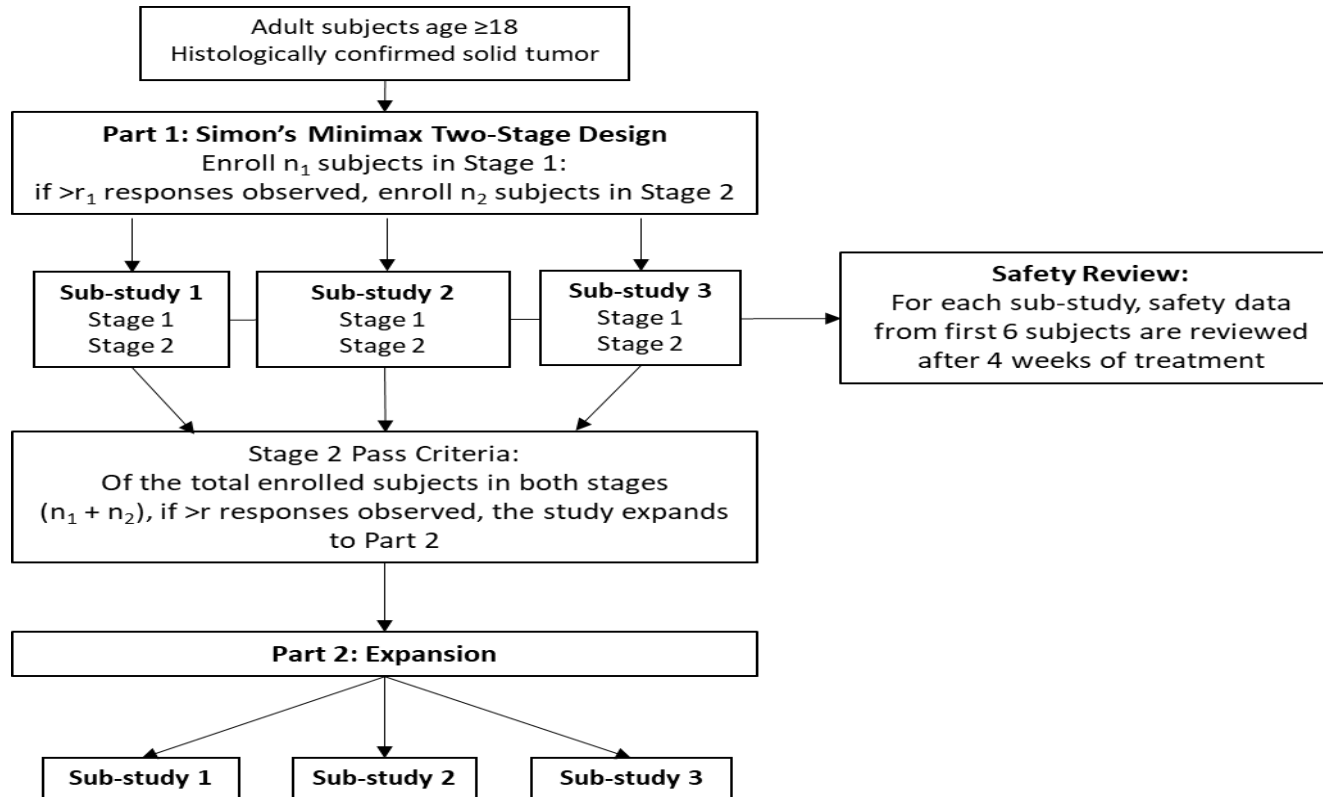 Adult subjects age ≥18
Histologically confirmed solid tumor
Part 1: Simon's Minimax Two-Stage Design
Enroll n₁ subjects in Stage 1:
if >r₁ responses observed, enroll n₂ subjects in Stage 2
Sub-study 1
Stage 1
Stage 2
Sub-study 2
Stage 1
Stage 2
Sub-study 3
Stage 1
Stage 2
Safety Review:
For each sub-study, safety data
from first 6 subjects are reviewed
after 4 weeks of treatment
Stage 2 Pass Criteria:
Of the total enrolled subjects in both stages
(n₁ + n₂), if >r responses observed, the study expands
to Part 2
Part 2: Expansion
Sub-study 1
Sub-study 2
Sub-study 3